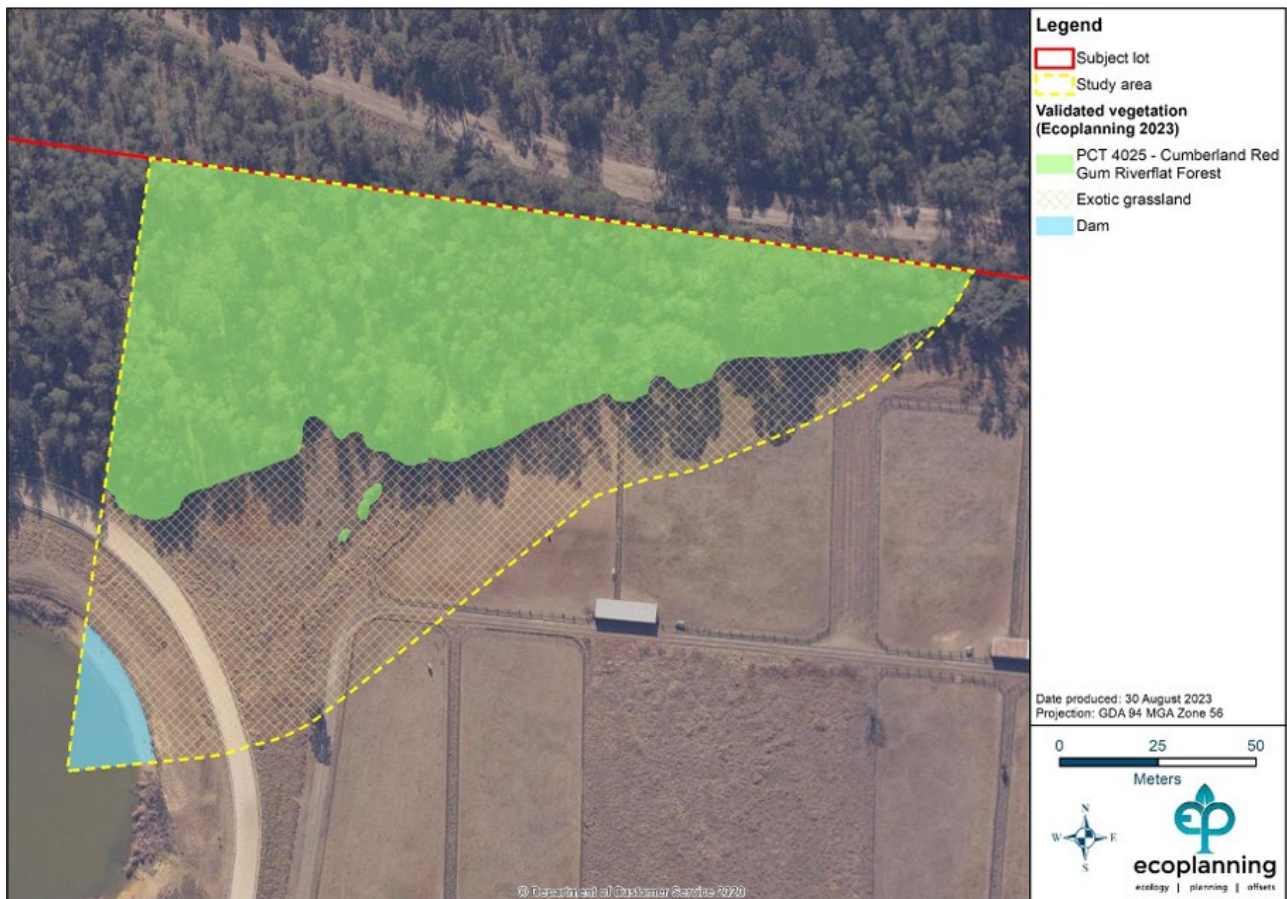 Legend
Subject lot
Study area
Validated vegetation
(Ecoplanning 2023)
PCT 4025 - Cumberland Red
Gum Riverflat Forest
Exotic grassland
Dam
Date produced: 30 August 2023
Projection: GDA 94 MGA Zone 56
0 25 50
Meters
N
W E
S
ep
ecoplanning
ecology | planning | offsets
© Department of Customer Service 2020